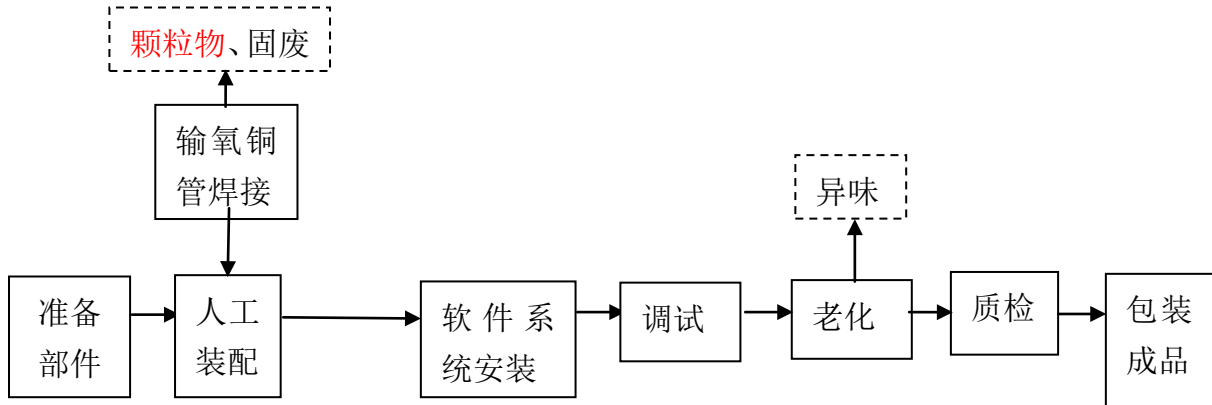 颗粒物、固废
输氧铜
管焊接
异味
准备
部件
人工
装配
软件系
统安装
调试
老化
质检
包装
成品